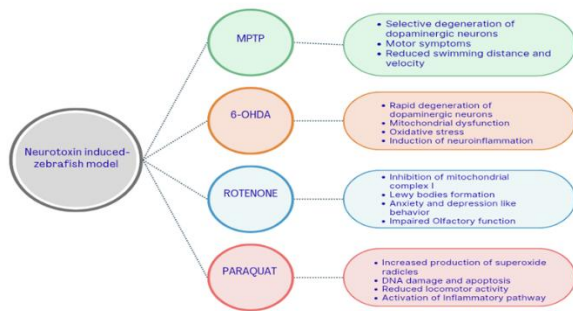 Neurotoxin induced-
zebrafish model
MPTP
• Selective degeneration of
dopaminergic neurons
• Motor symptoms
• Reduced swimming distance and
velocity
6-OHDA
• Rapid degeneration of
dopaminergic neurons
• Mitochondrial dysfunction
• Oxidative stress
• Induction of neuroinflammation
ROTENONE
• Inhibition of mitochondrial
complex I
• Lewy bodies formation
• Anxiety and depression like
behavior
• Impaired Olfactory function
PARAQUAT
• Increased production of superoxide
radicles
• DNA damage and apoptosis
• Reduced locomotor activity
• Activation of Inflammatory pathway